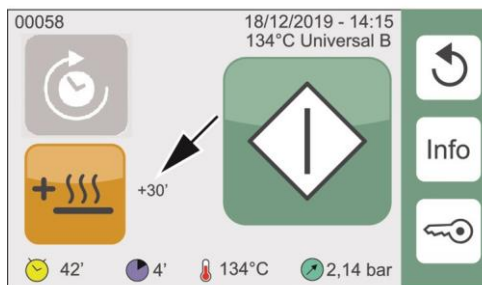 00058
18/12/2019 - 14:15
134°C Universal B
+30'
Info
42'
4'
134°C
2,14 bar